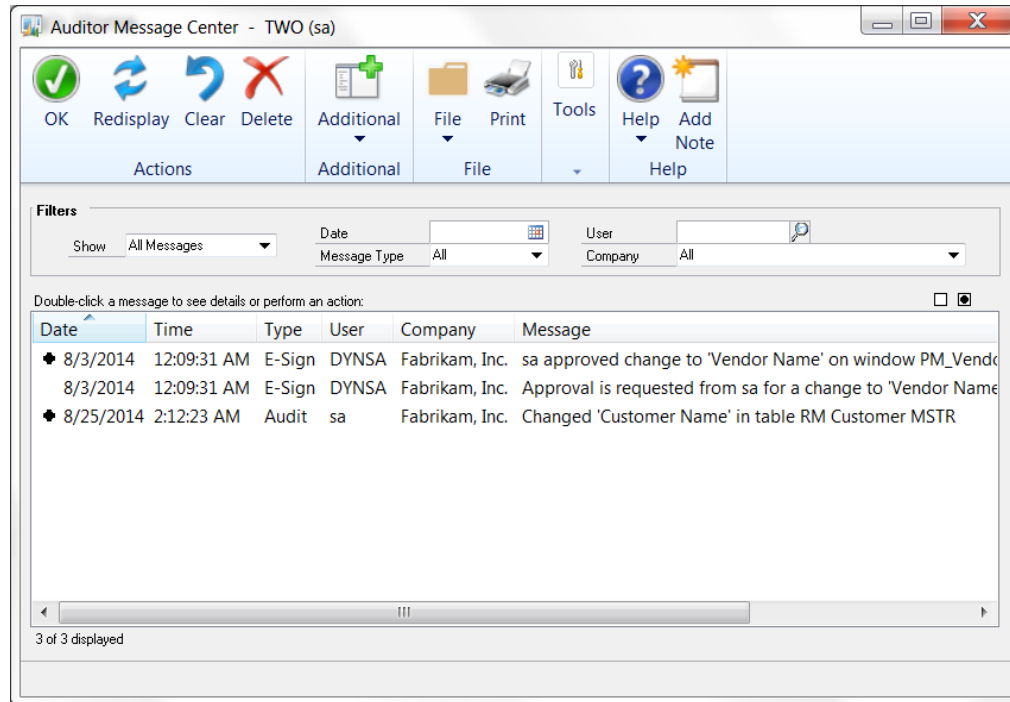 Auditor Message Center - TWO (sa)
OK Redisplay Clear Delete Additional File Print Tools Help Add Note
Actions Additional File Help
Filters
Show All Messages Date User
Message Type All Company All
Double-click a message to see details or perform an action:
Date Time Type User Company Message
8/3/2014 12:09:31 AM E-Sign DYNSA Fabrikam, Inc. sa approved change to 'Vendor Name' on window PM_Vendo
8/3/2014 12:09:31 AM E-Sign DYNSA Fabrikam, Inc. Approval is requested from sa for a change to 'Vendor Name
8/25/2014 2:12:23 AM Audit sa Fabrikam, Inc. Changed 'Customer Name' in table RM Customer MSTR
3 of 3 displayed